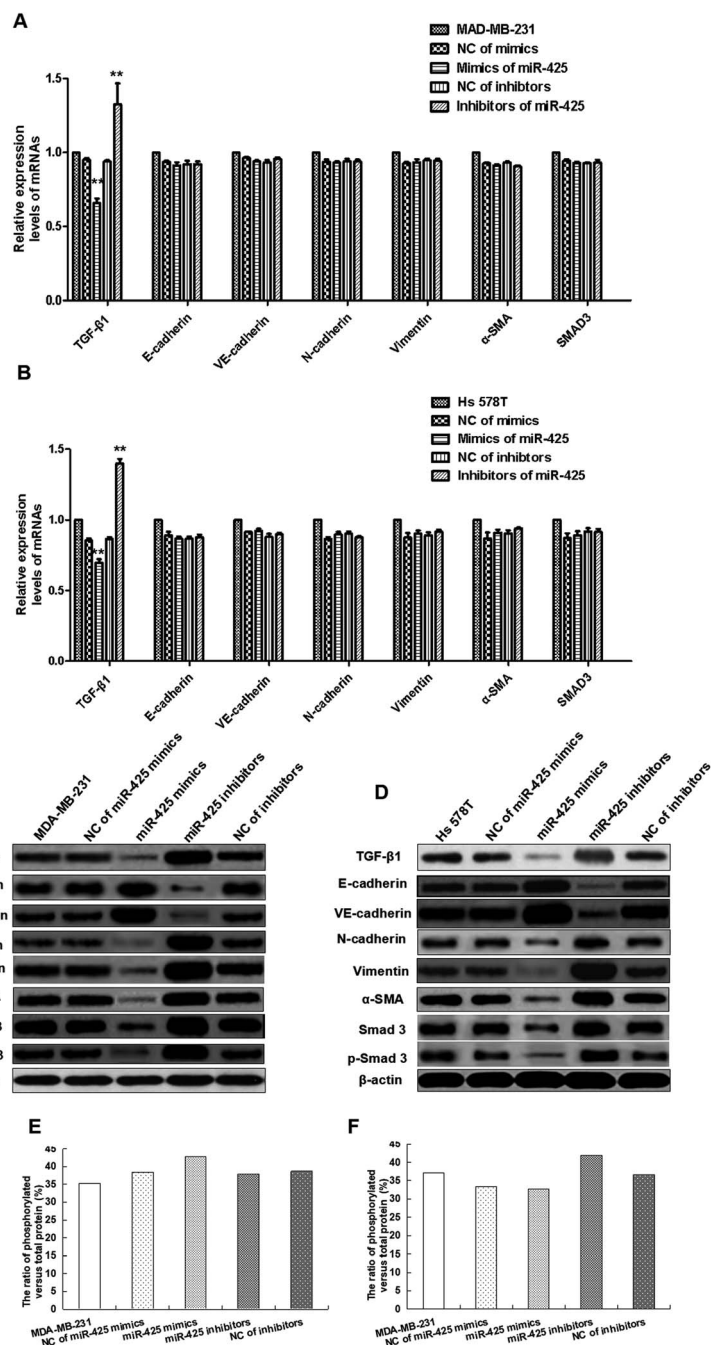 A
MAD-MB-231
NC of mimics
Mimics of miR-425
NC of inhibtors
Inhibitors of miR-425
Relative expression
levels of mRNAs
1.5
1.0
0.5
0.0
**
**
TGF-β1
E-cadherin
VE-cadherin
N-cadherin
Vimentin
α-SMA
SMAD3
B
Hs 578T
NC of mimics
Mimics of miR-425
NC of inhibtors
Inhibitors of miR-425
Relative expression
levels of mRNAs
1.5
1.0
0.5
0.0
**
**
TGF-β1
E-cadherin
VE-cadherin
N-cadherin
Vimentin
α-SMA
SMAD3
MDA-MB-231
NC of miR-425 mimics
miR-425 mimics
miR-425 inhibitors
NC of inhibitors
n
n
n
n
3
3
D
Hs 578T
NC of miR-425 mimics
miR-425 mimics
miR-425 inhibitors
NC of inhibitors
TGF-β1
E-cadherin
VE-cadherin
N-cadherin
Vimentin
α-SMA
Smad 3
p-Smad 3
β-actin
E
The ratio of phosphorylated
versus total protein (%)
45
40
35
30
25
20
15
10
5
0
MDA-MB-231
NC of miR-425 mimics
miR-425 mimics
miR-425 inhibitors
NC of inhibitors
F
The ratio of phosphorylated
versus total protein (%)
45
40
35
30
25
20
15
10
5
0
MDA-MB-231
NC of miR-425 mimics
miR-425 mimics
miR-425 inhibitors
NC of inhibitors